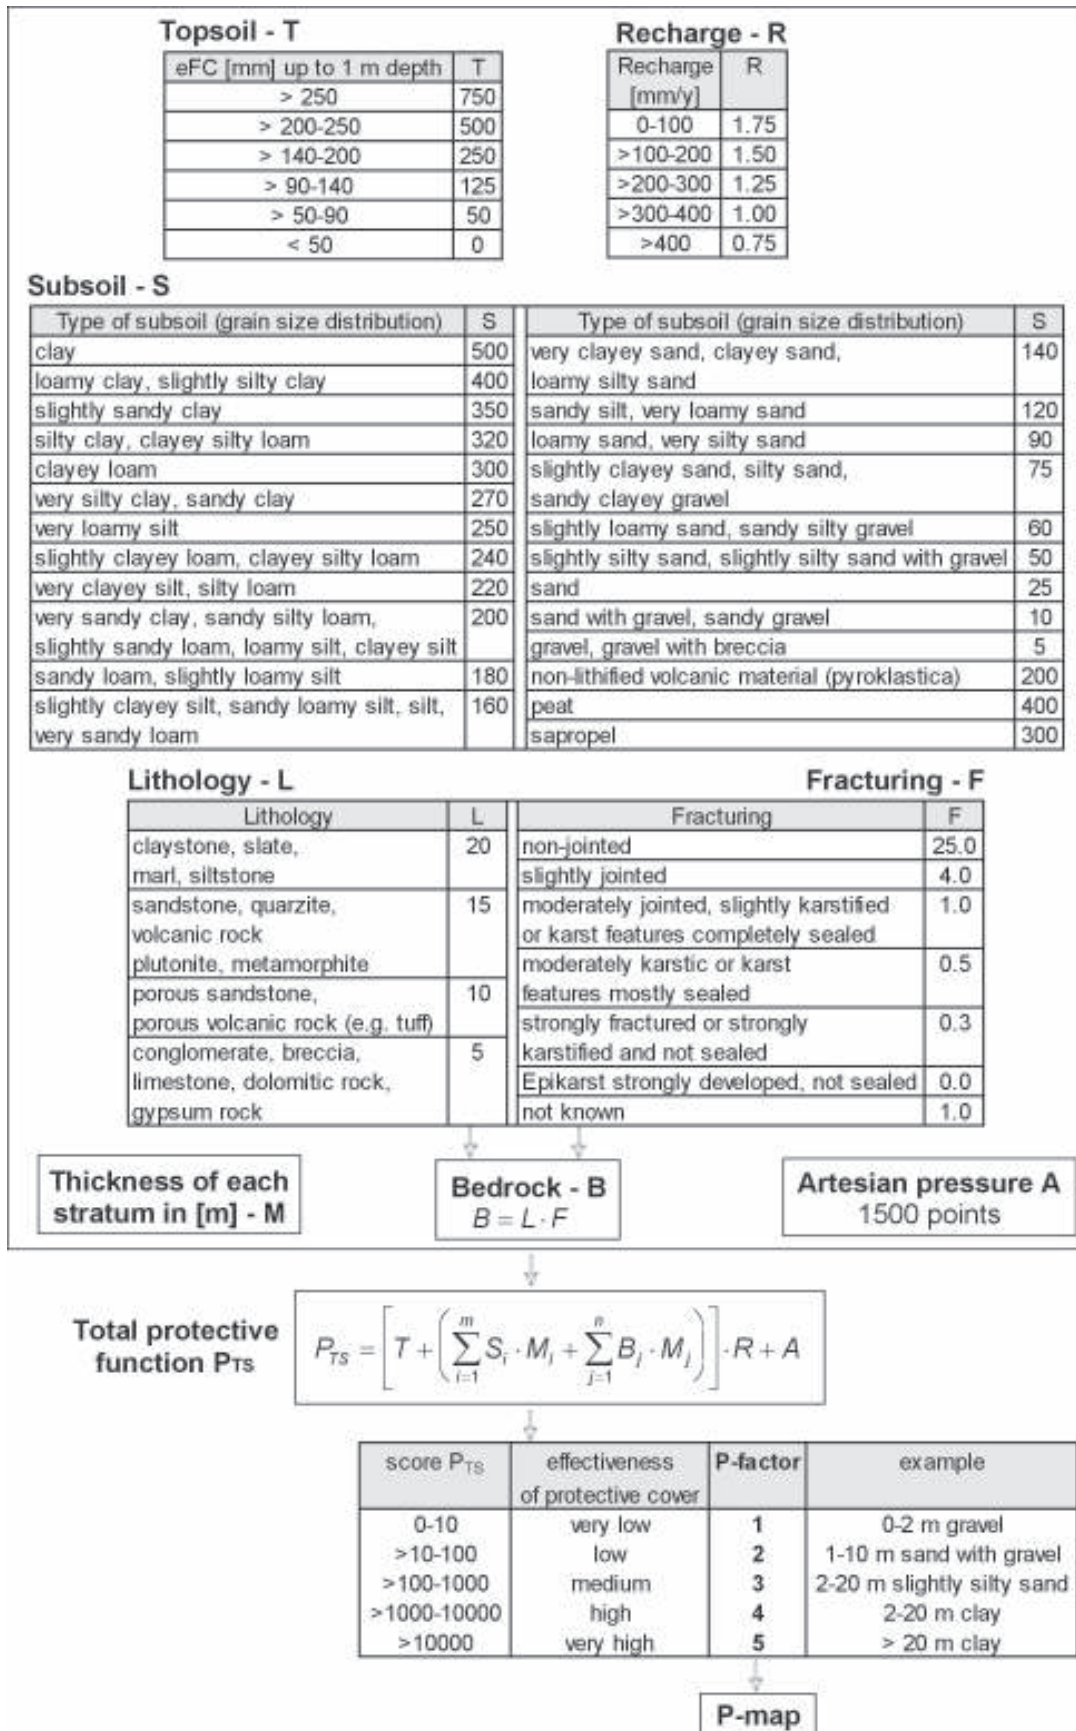 Topsoil - T
eFC [mm] up to 1 m depth T
> 250 750
> 200-250 500
> 140-200 250
> 90-140 125
> 50-90 50
< 50 0
Recharge - R
Recharge R
[mm/y]
0-100 1.75
>100-200 1.50
>200-300 1.25
>300-400 1.00
>400 0.75
Subsoil - S
Type of subsoil (grain size distribution) S
clay 500
loamy clay, slightly silty clay 400
slightly sandy clay 350
silty clay, clayey silty loam 320
clayey loam 300
very silty clay, sandy clay 270
very loamy silt 250
slightly clayey loam, clayey silty loam 240
very clayey silt, silty loam 220
very sandy clay, sandy silty loam, 200
slightly sandy loam, loamy silt, clayey silt
sandy loam, slightly loamy silt 180
slightly clayey silt, sandy loamy silt, silt, 160
very sandy loam
Type of subsoil (grain size distribution) S
very clayey sand, clayey sand, 140
loamy silty sand
sandy silt, very loamy sand 120
loamy sand, very silty sand 90
slightly clayey sand, silty sand, 75
sandy clayey gravel
slightly loamy sand, sandy silty gravel 60
slightly silty sand, slightly silty sand with gravel 50
sand 25
sand with gravel, sandy gravel 10
gravel, gravel with breccia 5
non-lithified volcanic material (pyroklastica) 200
peat 400
sapropel 300
Lithology - L
Lithology L
claystone, slate, 20
marl, siltstone
sandstone, quarzite, 15
volcanic rock
plutonite, metamorphite
porous sandstone, 10
porous volcanic rock (e.g. tuff)
conglomerate, breccia, 5
limestone, dolomitic rock,
gypsum rock
Fracturing - F
Fracturing F
non-jointed 25.0
slightly jointed 4.0
moderately jointed, slightly karstified 1.0
or karst features completely sealed
moderately karstic or karst 0.5
features mostly sealed
strongly fractured or strongly 0.3
karstified and not sealed
Epikarst strongly developed, not sealed 0.0
not known 1.0
Thickness of each
stratum in [m] - M
Bedrock - B
B = L · F
Artesian pressure A
1500 points
Total protective
function PTS
P_TS = [T + (∑_{i=1}^{m} S_i · M_i + ∑_{j=1}^{n} B_j · M_j)] · R + A
score PTS effectiveness P-factor example
of protective cover
0-10 very low 1 0-2 m gravel
>10-100 low 2 1-10 m sand with gravel
>100-1000 medium 3 2-20 m slightly silty sand
>1000-10000 high 4 2-20 m clay
>10000 very high 5 > 20 m clay
P-map